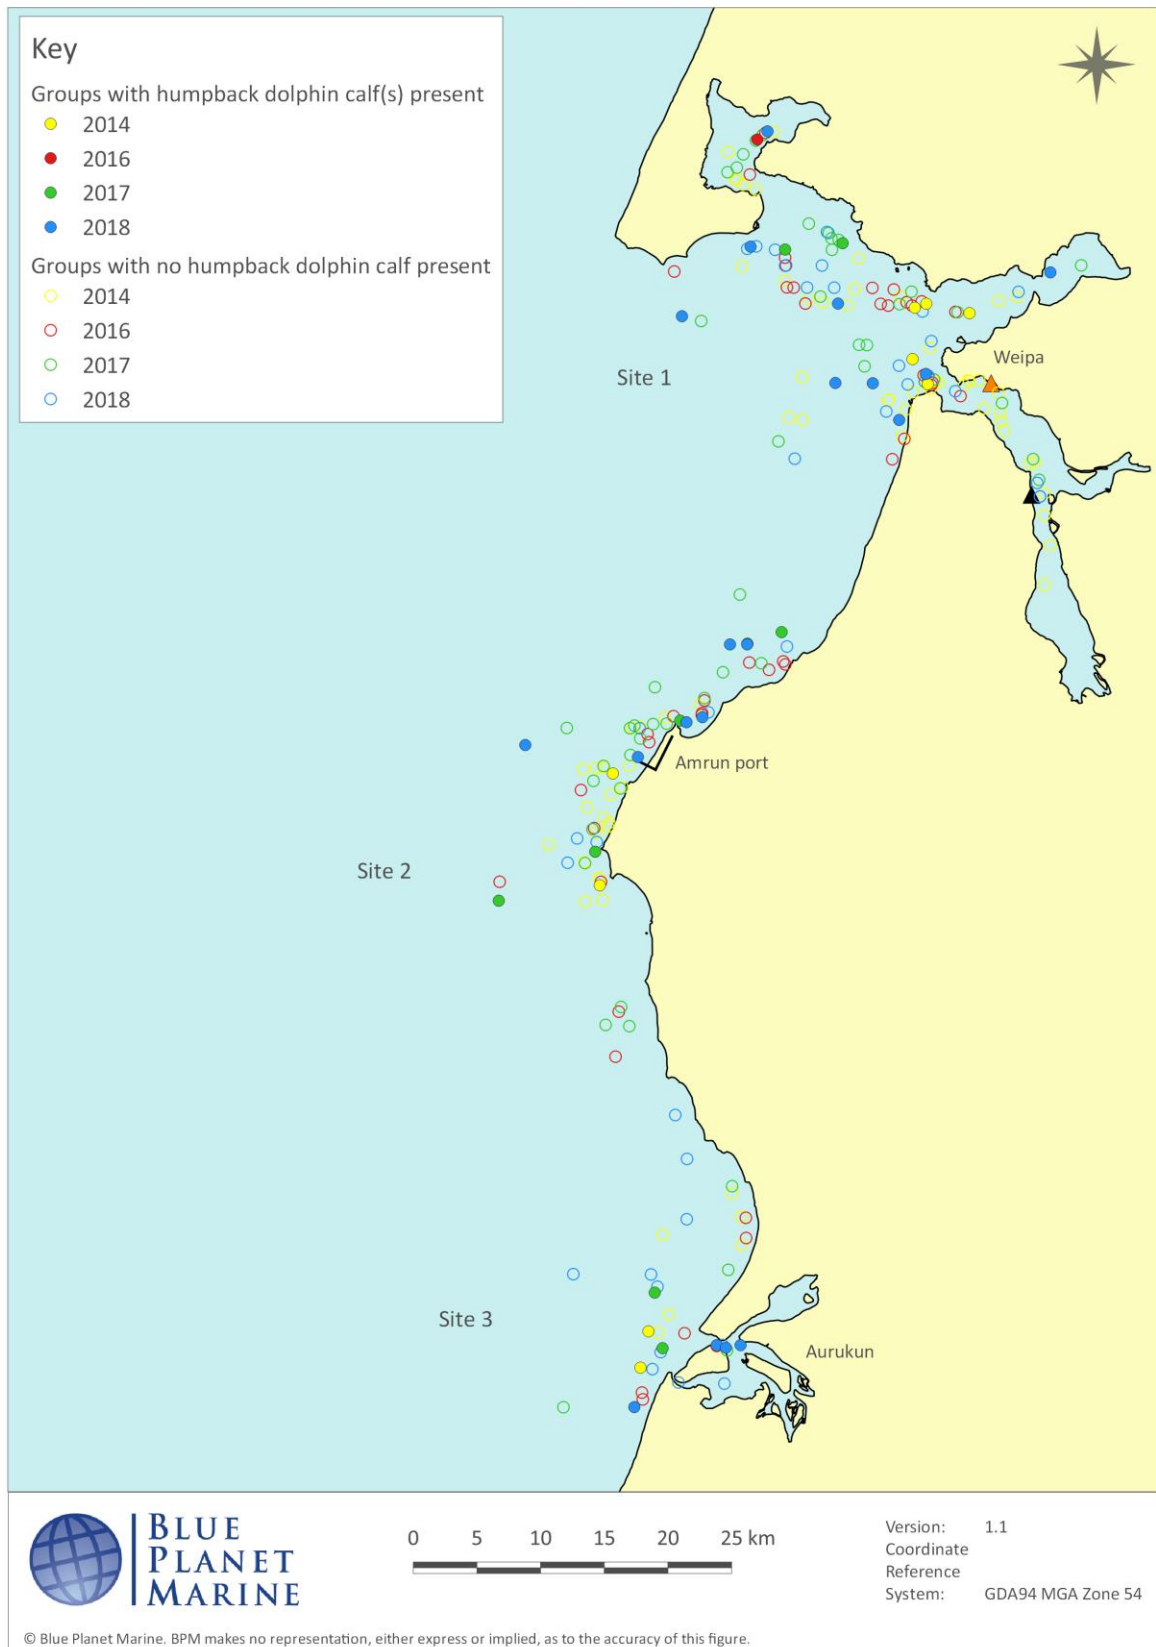 Key
Groups with humpback dolphin calf(s) present
2014
2016
2017
2018
Groups with no humpback dolphin calf present
2014
2016
2017
2018
Weipa
Site 1
Amrun port
Site 2
Site 3
Aurukun
BLUE
PLANET
MARINE
0 5 10 15 20 25 km
Version: 1.1
Coordinate
Reference
System: GDA94 MGA Zone 54
© Blue Planet Marine. BPM makes no representation, either express or implied, as to the accuracy of this figure.